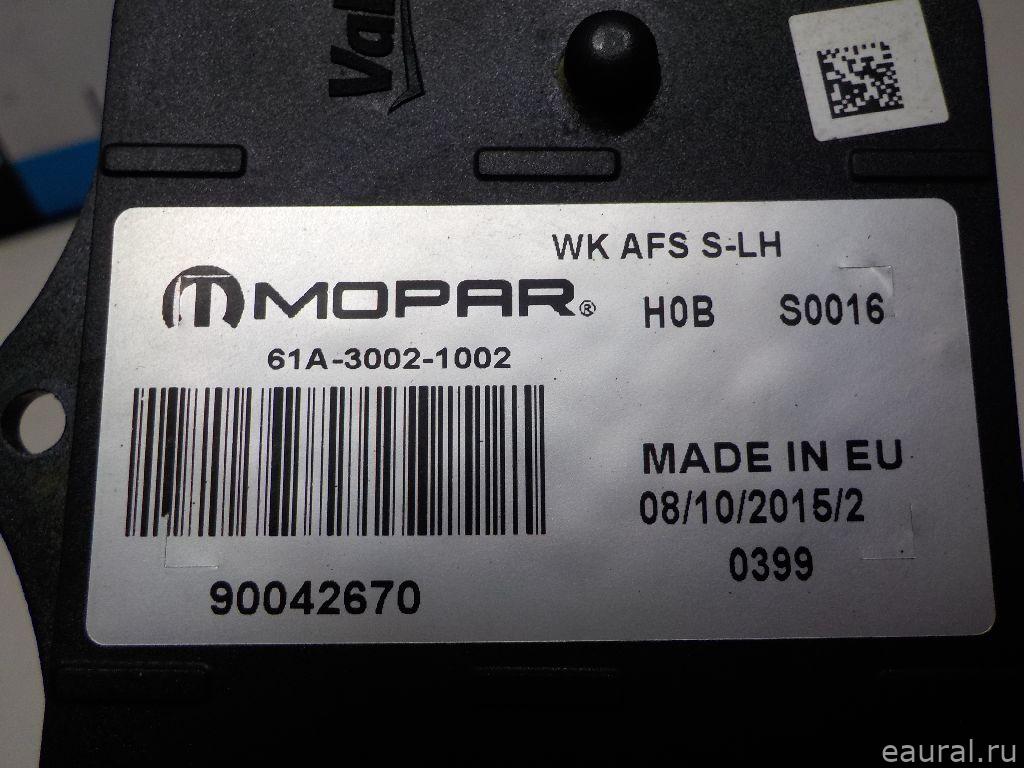 WK AFS S-LH
MOPAR®
H0B S0016
61A-3002-1002
MADE IN EU
08/10/2015/2
0399
90042670
eaural.ru